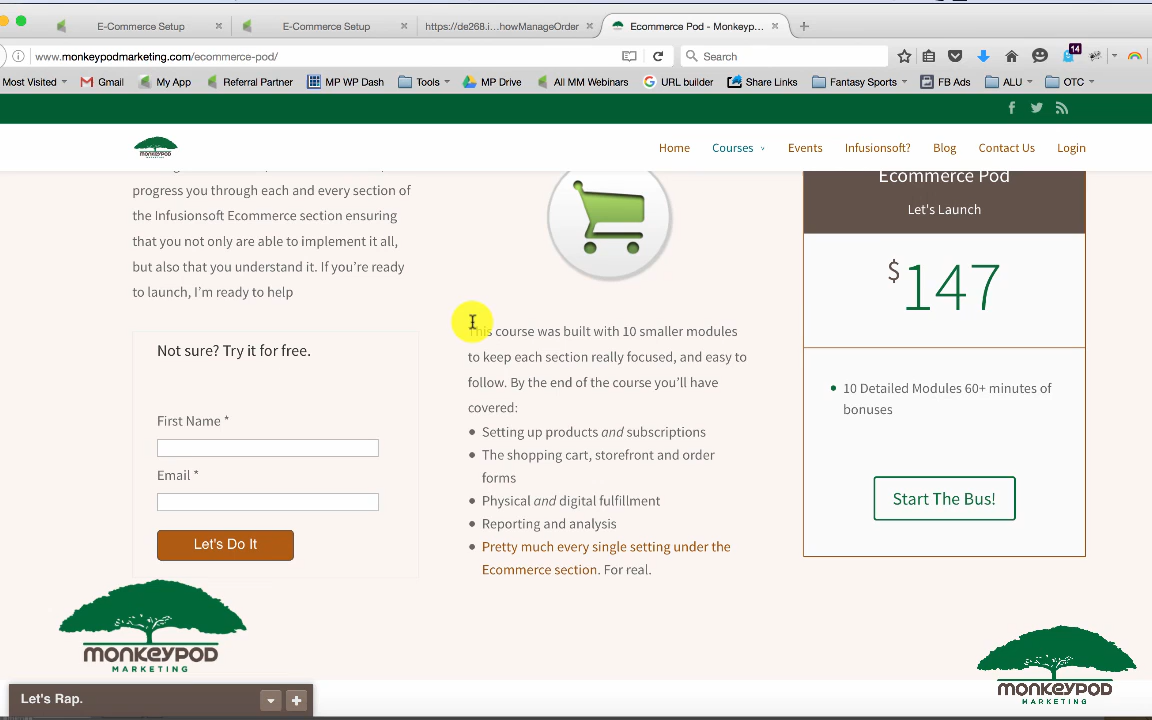 E-Commerce Setup
E-Commerce Setup
https://de268.i...howManageOrder
Ecommerce Pod - Monkeyp...
www.monkeypodmarketing.com/ecommerce-pod/
Search
14
Most Visited
Gmail
My App
Referral Partner
MP WP Dash
Tools
MP Drive
All MM Webinars
URL builder
Share Links
Fantasy Sports
FB Ads
ALU
OTC
Home
Courses
Events
Infusionsoft?
Blog
Contact Us
Login
progress you through each and every section of
the Infusionsoft Ecommerce section ensuring
that you not only are able to implement it all,
but also that you understand it. If you're ready
to launch, I'm ready to help
Not sure? Try it for free.
First Name *
Email *
Let's Do It
This course was built with 10 smaller modules
to keep each section really focused, and easy to
follow. By the end of the course you'll have
covered:
Setting up products and subscriptions
The shopping cart, storefront and order
forms
Physical and digital fulfillment
Reporting and analysis
Pretty much every single setting under the
Ecommerce section. For real.
Ecommerce Pod
Let's Launch
$147
10 Detailed Modules 60+ minutes of
bonuses
Start The Bus!
monkeypod
MARKETING
monkeypod
MARKETING
Let's Rap.